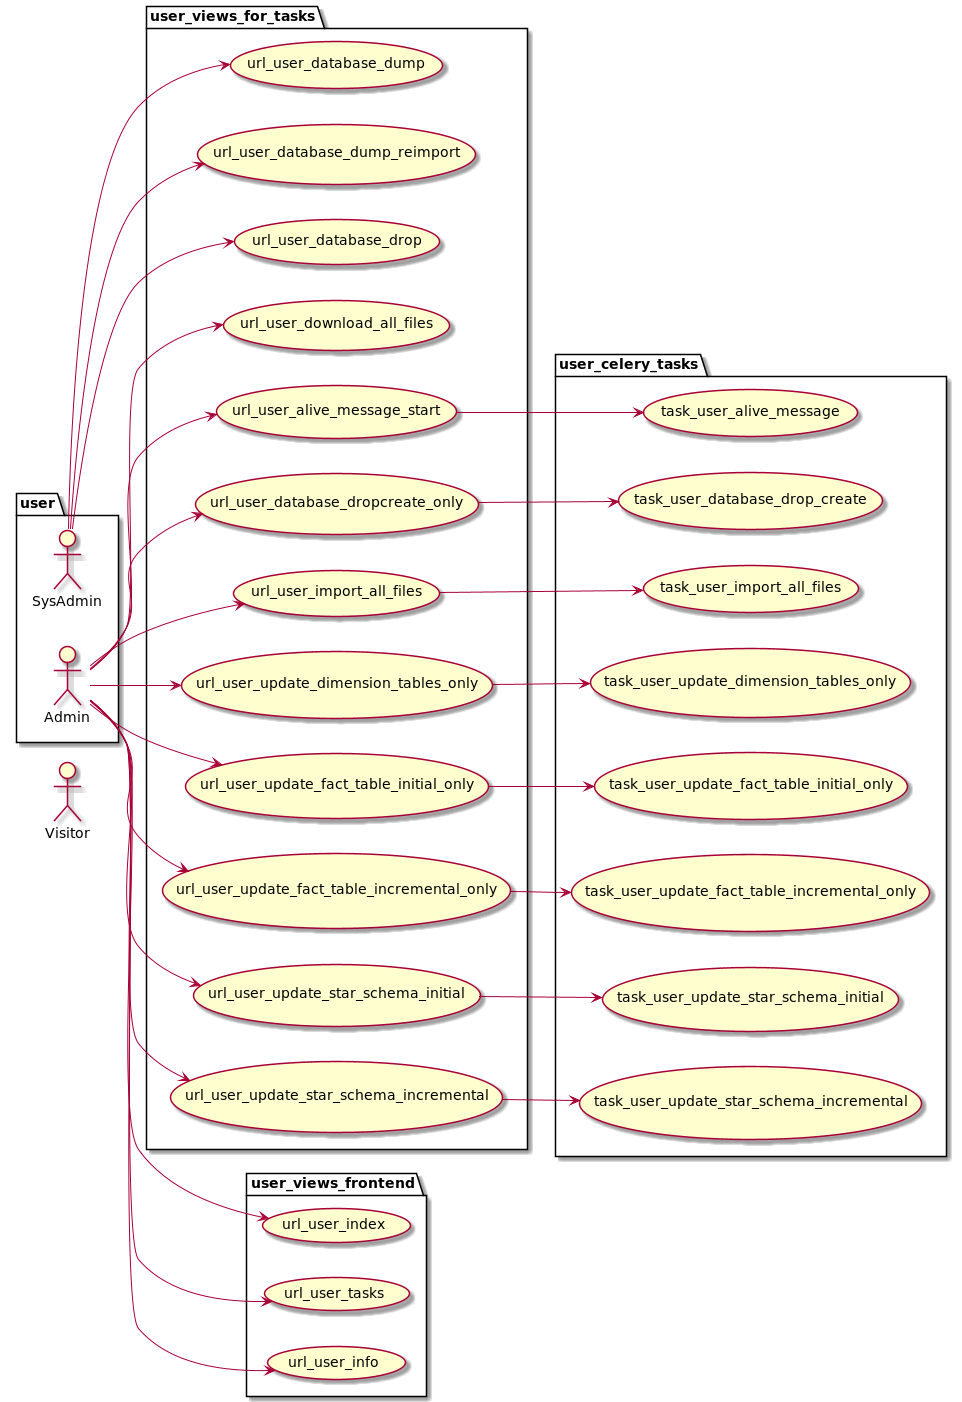 user_views_for_tasks
url_user_database_dump
url_user_database_dump_reimport
url_user_database_drop
url_user_download_all_files
user_celery_tasks
url_user_alive_message_start
task_user_alive_message
url_user_database_dropcreate_only
task_user_database_drop_create
user
url_user_import_all_files
task_user_import_all_files
SysAdmin
url_user_update_dimension_tables_only
task_user_update_dimension_tables_only
Admin
url_user_update_fact_table_initial_only
task_user_update_fact_table_initial_only
Visitor
url_user_update_fact_table_incremental_only
task_user_update_fact_table_incremental_only
url_user_update_star_schema_initial
task_user_update_star_schema_initial
url_user_update_star_schema_incremental
task_user_update_star_schema_incremental
user_views_frontend
url_user_index
url_user_tasks
url_user_info